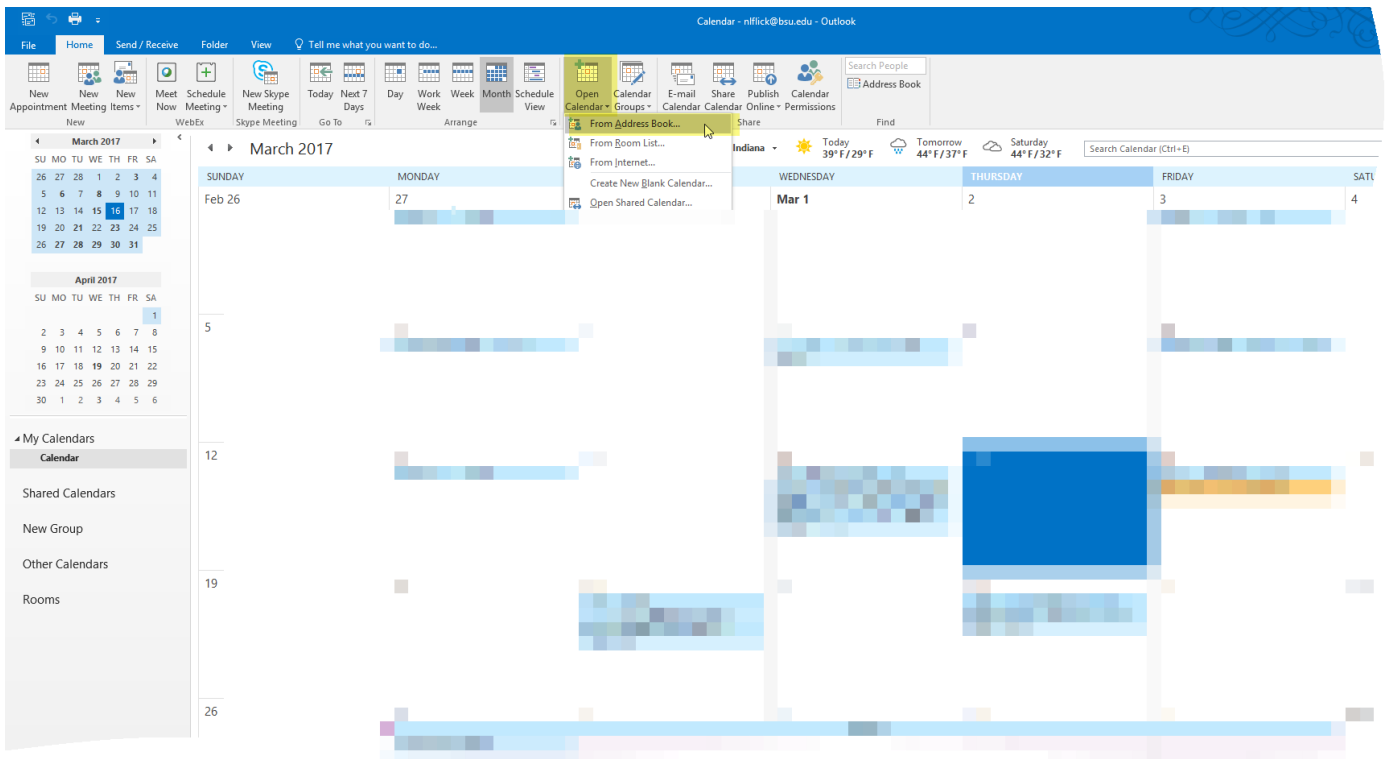 Calendar - nlflick@bsu.edu - Outlook
File Home Send / Receive Folder View Tell me what you want to do...
New Appointment
New Meeting
New Items
New
Meet Now
Schedule Meeting
WebEx
New Skype Meeting
Skype Meeting
Today
Next 7 Days
Go To
Day
Work Week
Week
Month
Schedule View
Arrange
Open Calendar
Calendar Groups
E-mail Calendar
Share Calendar
Publish Online
Calendar Permissions
Share
Search People
Address Book
Find
From Address Book...
From Room List...
From Internet...
Create New Blank Calendar...
Open Shared Calendar...
March 2017
SU MO TU WE TH FR SA
26 27 28 1 2 3 4
5 6 7 8 9 10 11
12 13 14 15 16 17 18
19 20 21 22 23 24 25
26 27 28 29 30 31
April 2017
SU MO TU WE TH FR SA
1
2 3 4 5 6 7 8
9 10 11 12 13 14 15
16 17 18 19 20 21 22
23 24 25 26 27 28 29
30 1 2 3 4 5 6
My Calendars
Calendar
Shared Calendars
New Group
Other Calendars
Rooms
March 2017
Indiana
Today
39° F / 29° F
Tomorrow
44° F / 37° F
Saturday
44° F / 32° F
Search Calendar (Ctrl+E)
SUNDAY MONDAY WEDNESDAY THURSDAY FRIDAY SATU
Feb 26 27 Mar 1 2 3 4
5
12
19
26